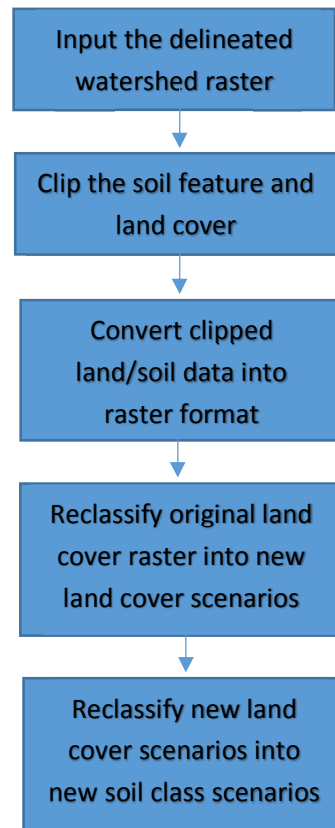 Input the delineated
watershed raster
Clip the soil feature and
land cover
Convert clipped
land/soil data into
raster format
Reclassify original land
cover raster into new
land cover scenarios
Reclassify new land
cover scenarios into
new soil class scenarios